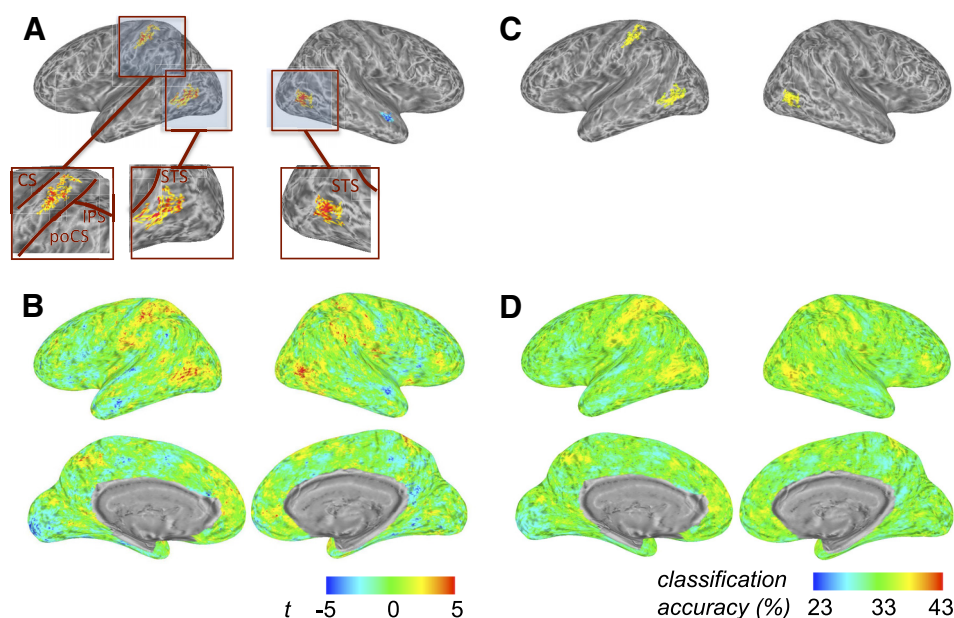 A
C
CS
IPS
poCS
STS
STS
B
D
t -5 0 5
classification
accuracy (%) 23 33 43